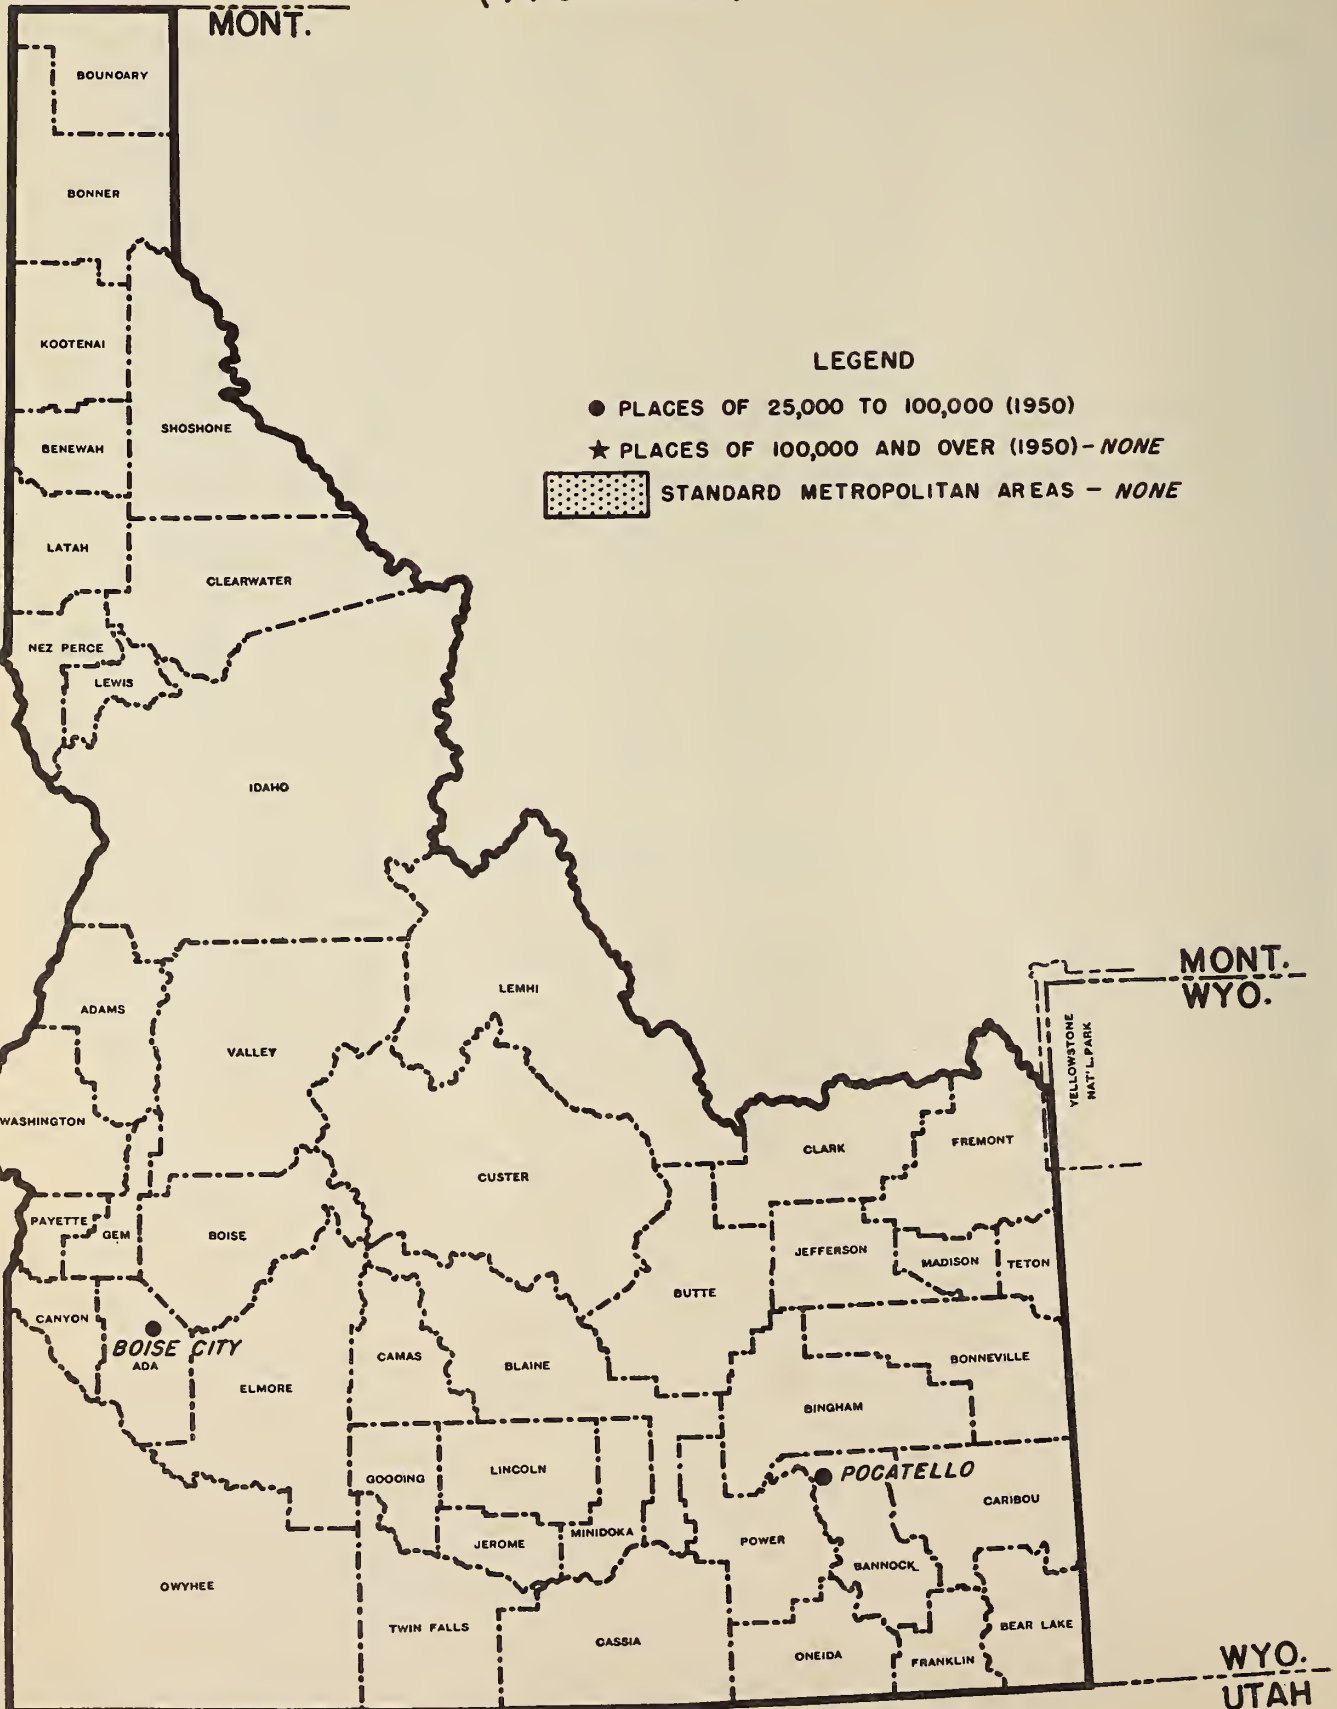 MONT.
BOUNDARY
BONNER
KOOTENAI
LEGEND
● PLACES OF 25,000 TO 100,000 (1950)
★ PLACES OF 100,000 AND OVER (1950) – NONE
STANDARD METROPOLITAN AREAS – NONE
SHOSHONE
BENEWAH
LATAH
CLEARWATER
NEZ PERCE
LEWIS
IDAHO
MONT.
WYO.
LEMHI
ADAMS
VALLEY
YELLOWSTONE
NAT'L. PARK
WASHINGTON
CLARK
FREMONT
CUSTER
PAYETTE
GEM
BOISE
JEFFERSON
MADISON
TETON
BUTTE
CANYON
BOISE CITY
ADA
CAMAS
BLAINE
BONNEVILLE
ELMORE
BINGHAM
GOODING
LINCOLN
POCATELLO
CARIBOU
JEROME
MINIDOKA
POWER
BANNOCK
OWYHEE
TWIN FALLS
CASSIA
ONEIDA
FRANKLIN
BEAR LAKE
WYO.
UTAH